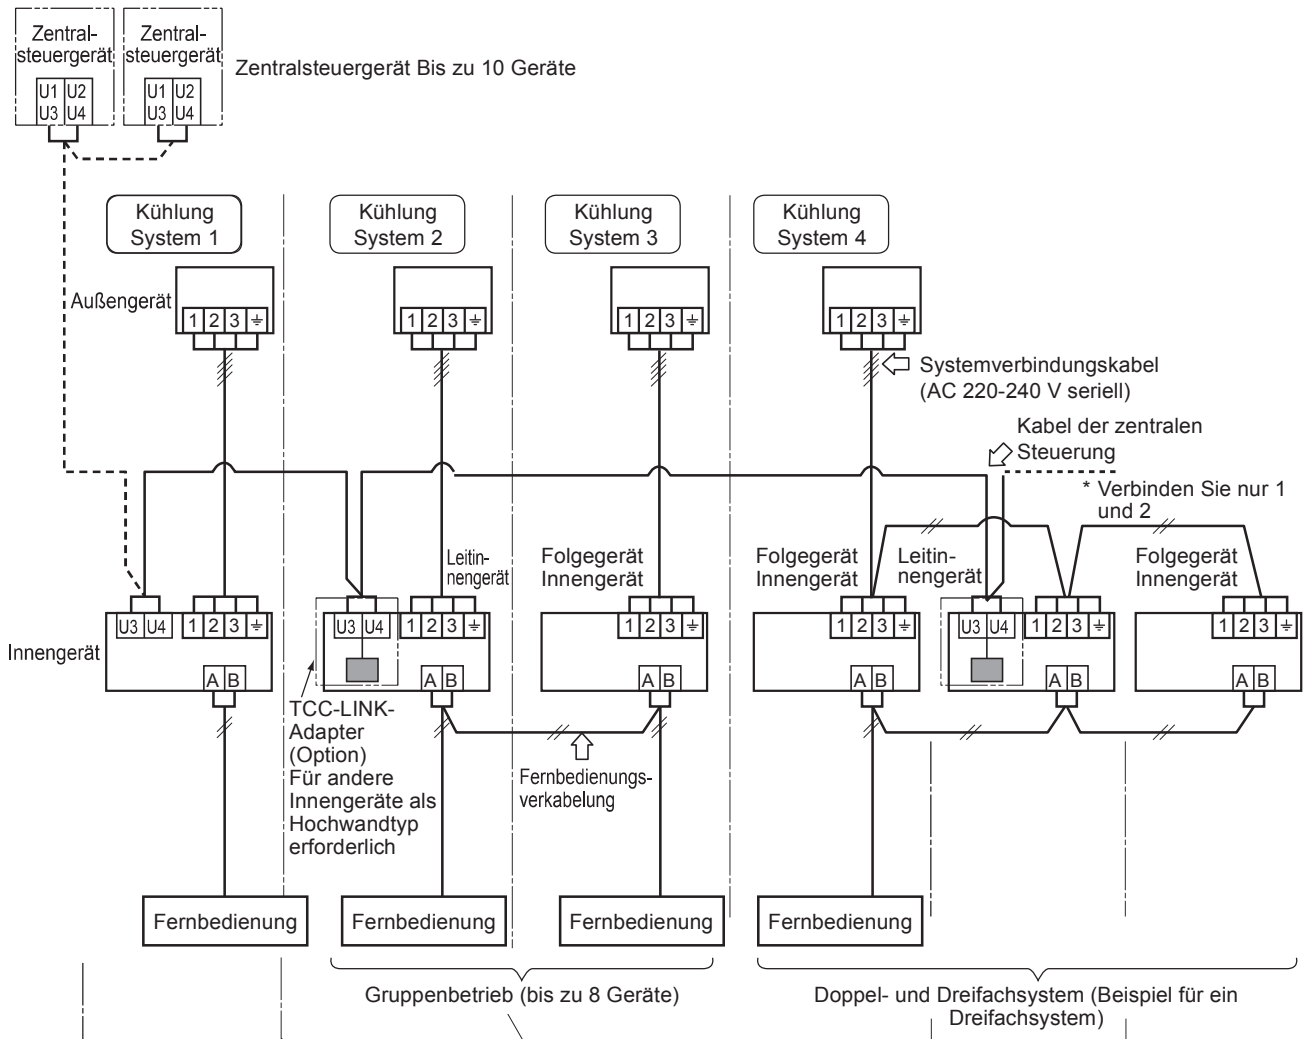 Zentral-
steuergerät
Zentral-
steuergerät
Zentralsteuergerät Bis zu 10 Geräte
U1 U2
U3 U4
U1 U2
U3 U4
Kühlung
System 1
Kühlung
System 2
Kühlung
System 3
Kühlung
System 4
Außengerät
1 2 3
1 2 3
1 2 3
1 2 3
Systemverbindungskabel
(AC 220-240 V seriell)
Kabel der zentralen
Steuerung
* Verbinden Sie nur 1
und 2
Leitin-
nengerät
Folgegerät
Innengerät
Folgegerät
Innengerät
Leitin-
nengerät
Folgegerät
Innengerät
Innengerät
U3 U4
1 2 3
U3 U4
1 2 3
1 2 3
1 2 3
U3 U4
1 2 3
1 2 3
A B
A B
A B
A B
A B
A B
TCC-LINK-
Adapter
(Option)
Für andere
Innengeräte als
Hochwandtyp
erforderlich
Fernbedienungs-
verkabelung
Fernbedienung
Fernbedienung
Fernbedienung
Fernbedienung
Gruppenbetrieb (bis zu 8 Geräte)
Doppel- und Dreifachsystem (Beispiel für ein
Dreifachsystem)